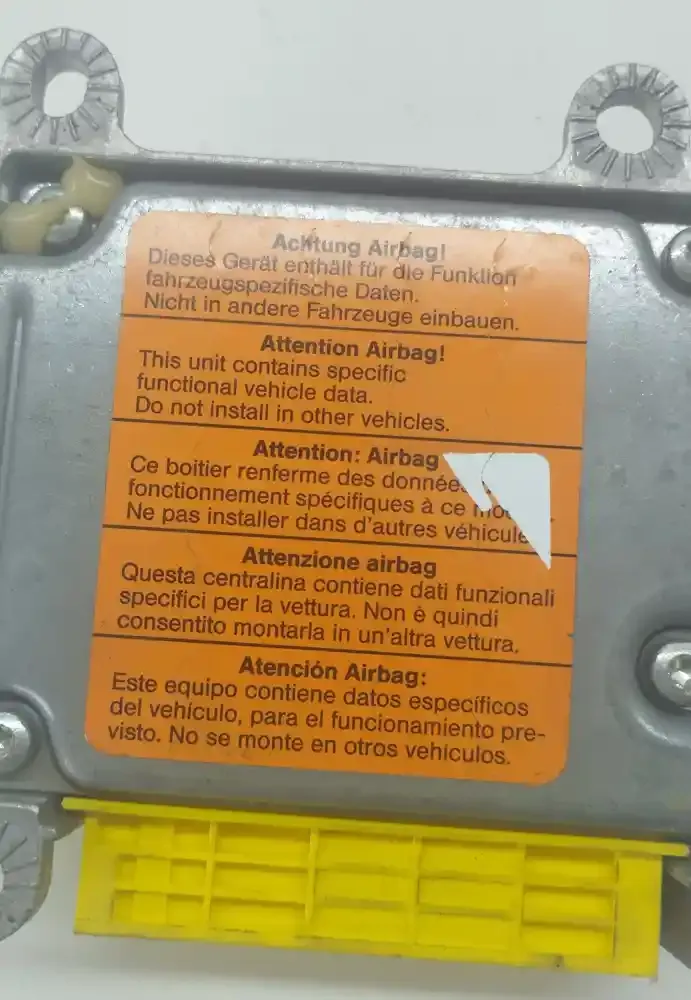 Achtung Airbag!
Dieses Gerät enthält für die Funktion
fahrzeugspezifische Daten.
Nicht in andere Fahrzeuge einbauen.
Attention Airbag!
This unit contains specific
functional vehicle data.
Do not install in other vehicles.
Attention: Airbag
Ce boitier renferme des
fonctionnement spécifiques à ce
Ne pas installer dans d'autres
Attenzione airbag
Questa centralina contiene dati funzionali
specifici per la vettura. Non è quindi
consentito montarla in un'altra vettura.
Atención Airbag:
Este equipo contiene datos específicos
del vehículo, para el funcionamiento pre-
visto. No se monte en otros vehículos.